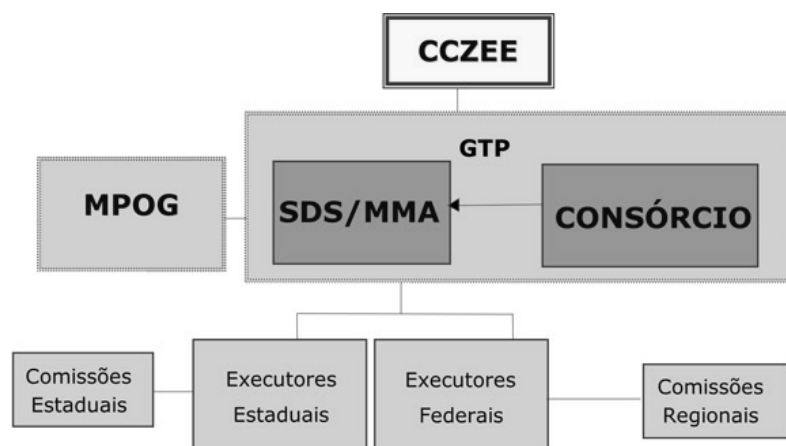 CCZEE
GTP
MPOG
SDS/MMA
CONSÓRCIO
Comissões
Estaduais
Executores
Estaduais
Executores
Federais
Comissões
Regionais